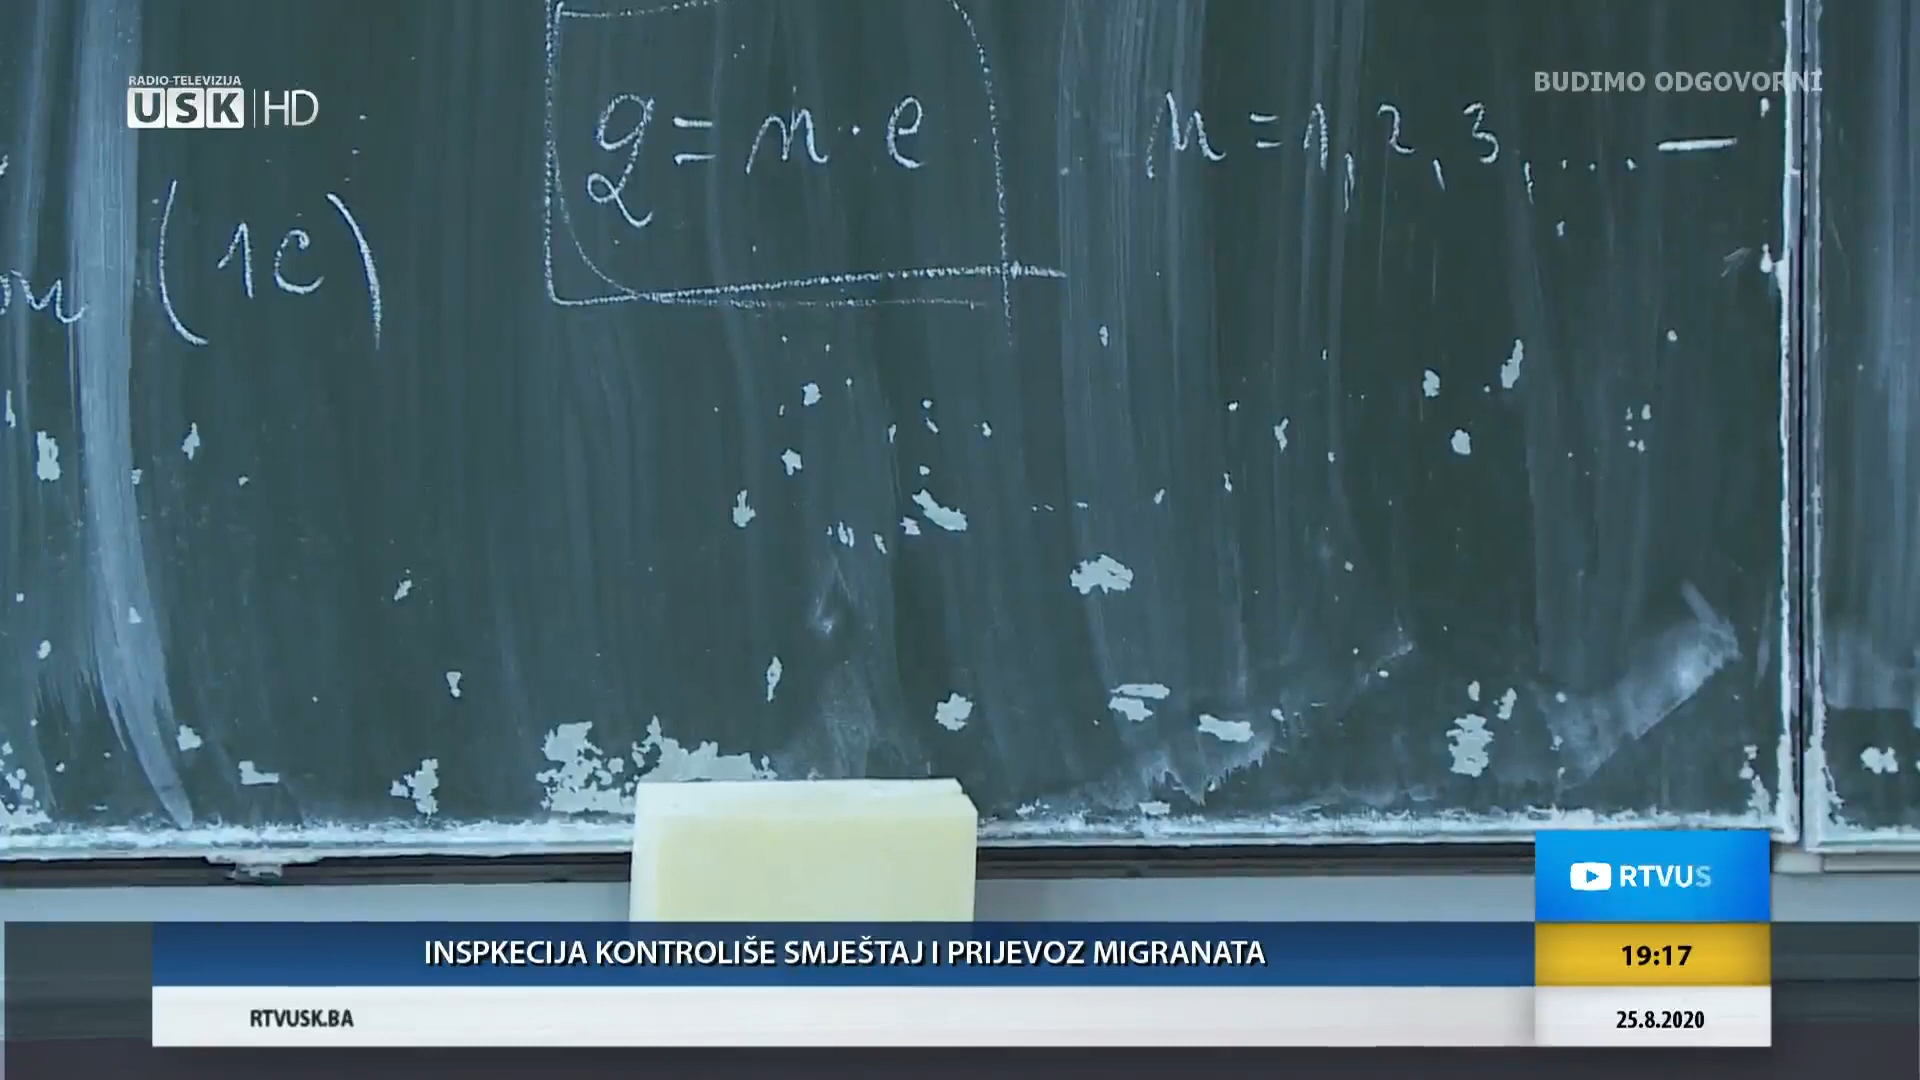 RADIO-TELEVIZIJA
USK HD
BUDIMO ODGOVORNI
q = n · e
n = 1, 2, 3, ... –
(1c)
RTVUS
INSPKECIJA KONTROLIŠE SMJEŠTAJ I PRIJEVOZ MIGRANATA
19:17
RTVUSK.BA
25.8.2020